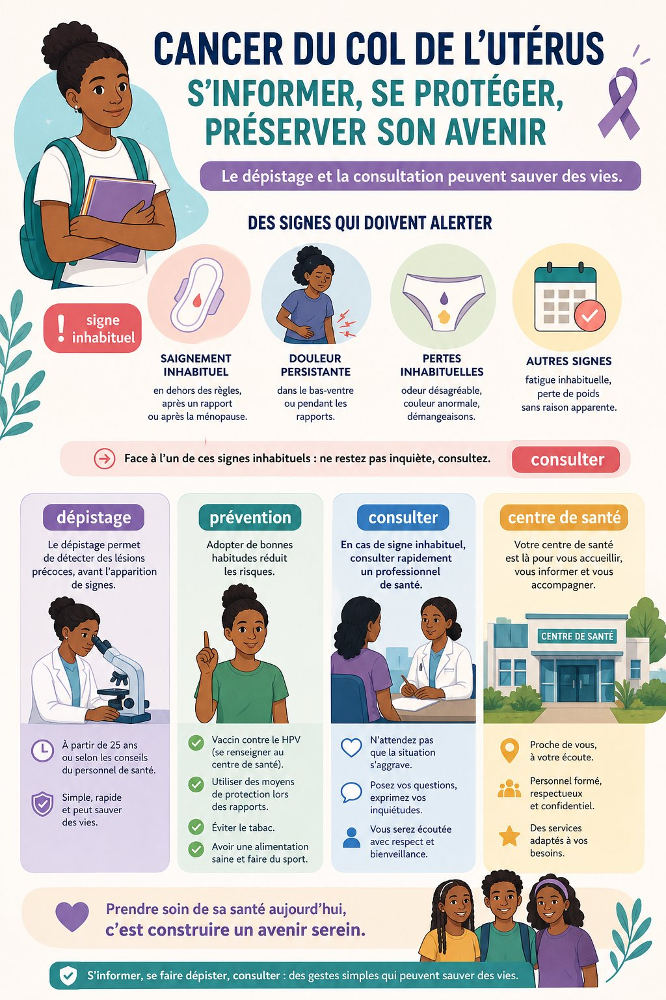 CANCER DU COL DE L'UTÉRUS
S'INFORMER, SE PROTÉGER,
PRÉSERVER SON AVENIR
Le dépistage et la consultation peuvent sauver des vies.
DES SIGNES QUI DOIVENT ALERTER
! signe
inhabituel
SAIGNEMENT
INHABITUEL
en dehors des règles,
après un rapport
ou après la ménopause.
DOULEUR
PERSISTANTE
dans le bas-ventre
ou pendant les
rapports.
PERTES
INHABITUELLES
odeur désagréable,
couleur anormale,
démangeaisons.
AUTRES SIGNES
fatigue inhabituelle,
perte de poids
sans raison apparente.
Face à l'un de ces signes inhabituels : ne restez pas inquiète, consultez.
consulter
dépistage
Le dépistage permet
de détecter des lésions
précoces, avant l'apparition
de signes.
À partir de 25 ans
ou selon les conseils
du personnel de santé.
Simple, rapide
et peut sauver
des vies.
prévention
Adopter de bonnes
habitudes réduit
les risques.
Vaccin contre le HPV
(se renseigner au
centre de santé).
Utiliser des moyens
de protection lors
des rapports.
Éviter le tabac.
Avoir une alimentation
saine et faire du sport.
consulter
En cas de signe inhabituel,
consulter rapidement
un professionnel
de santé.
N'attendez pas
que la situation
s'aggrave.
Posez vos questions,
exprimez vos
inquiétudes.
Vous serez écoutée
avec respect et
bienveillance.
centre de santé
Votre centre de santé
est là pour vous accueillir,
vous informer et vous
accompagner.
CENTRE DE SANTÉ
Proche de vous,
à votre écoute.
Personnel formé,
respectueux
et confidentiel.
Des services
adaptés à vos
besoins.
Prendre soin de sa santé aujourd'hui,
c'est construire un avenir serein.
S'informer, se faire dépister, consulter : des gestes simples qui peuvent sauver des vies.